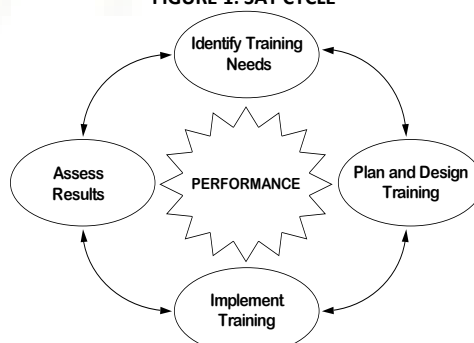 FIGURE 1: SAT CYCLE
Identify Training
Needs
Assess
Results
PERFORMANCE
Plan and Design
Training
Implement
Training